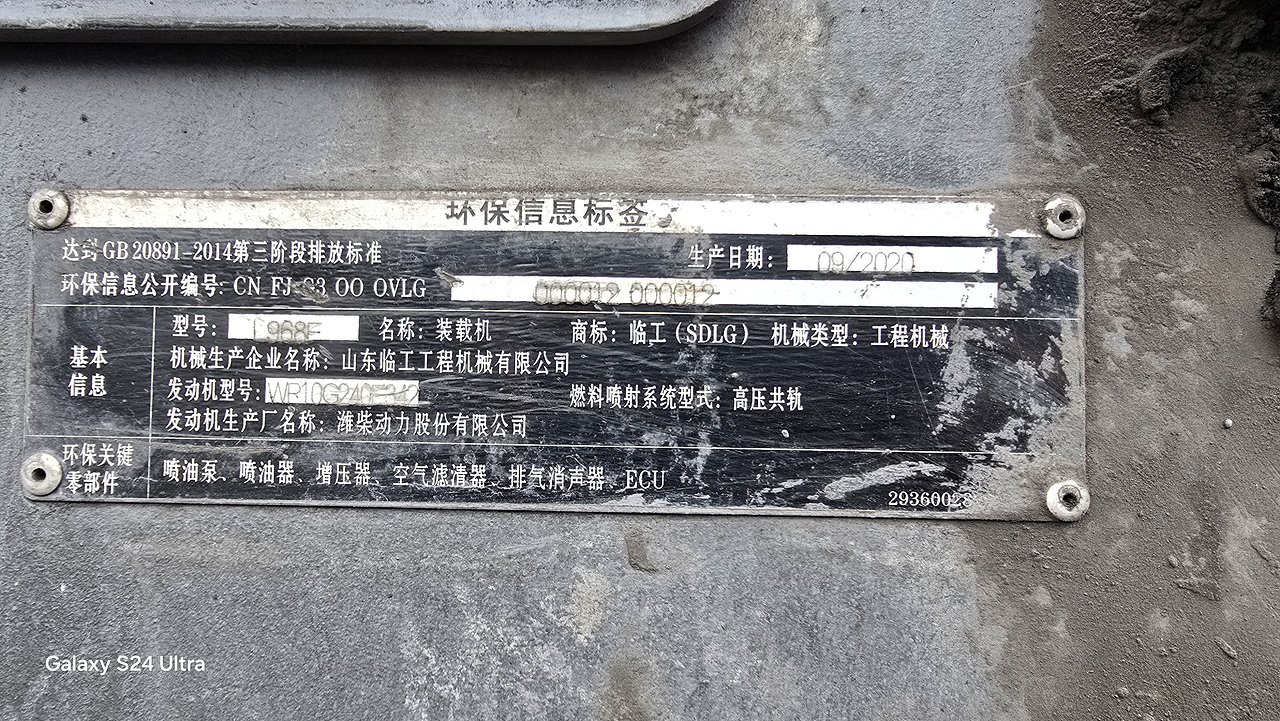 环保信息标签
达到GB 20891-2014第三阶段排放标准 生产日期: 09/2020
环保信息公开编号: CN FJ G3 OO OVLG 000012 000012
型号: L968F 名称: 装载机 商标: 临工(SDLG) 机械类型: 工程机械
基本
信息
机械生产企业名称: 山东临工工程机械有限公司
发动机型号: 燃料喷射系统型式: 高压共轨
发动机生产厂名称: 潍柴动力股份有限公司
环保关键
零部件
喷油泵、喷油器、增压器、空气滤清器、排气消声器、ECU
2936002
Galaxy S24 Ultra